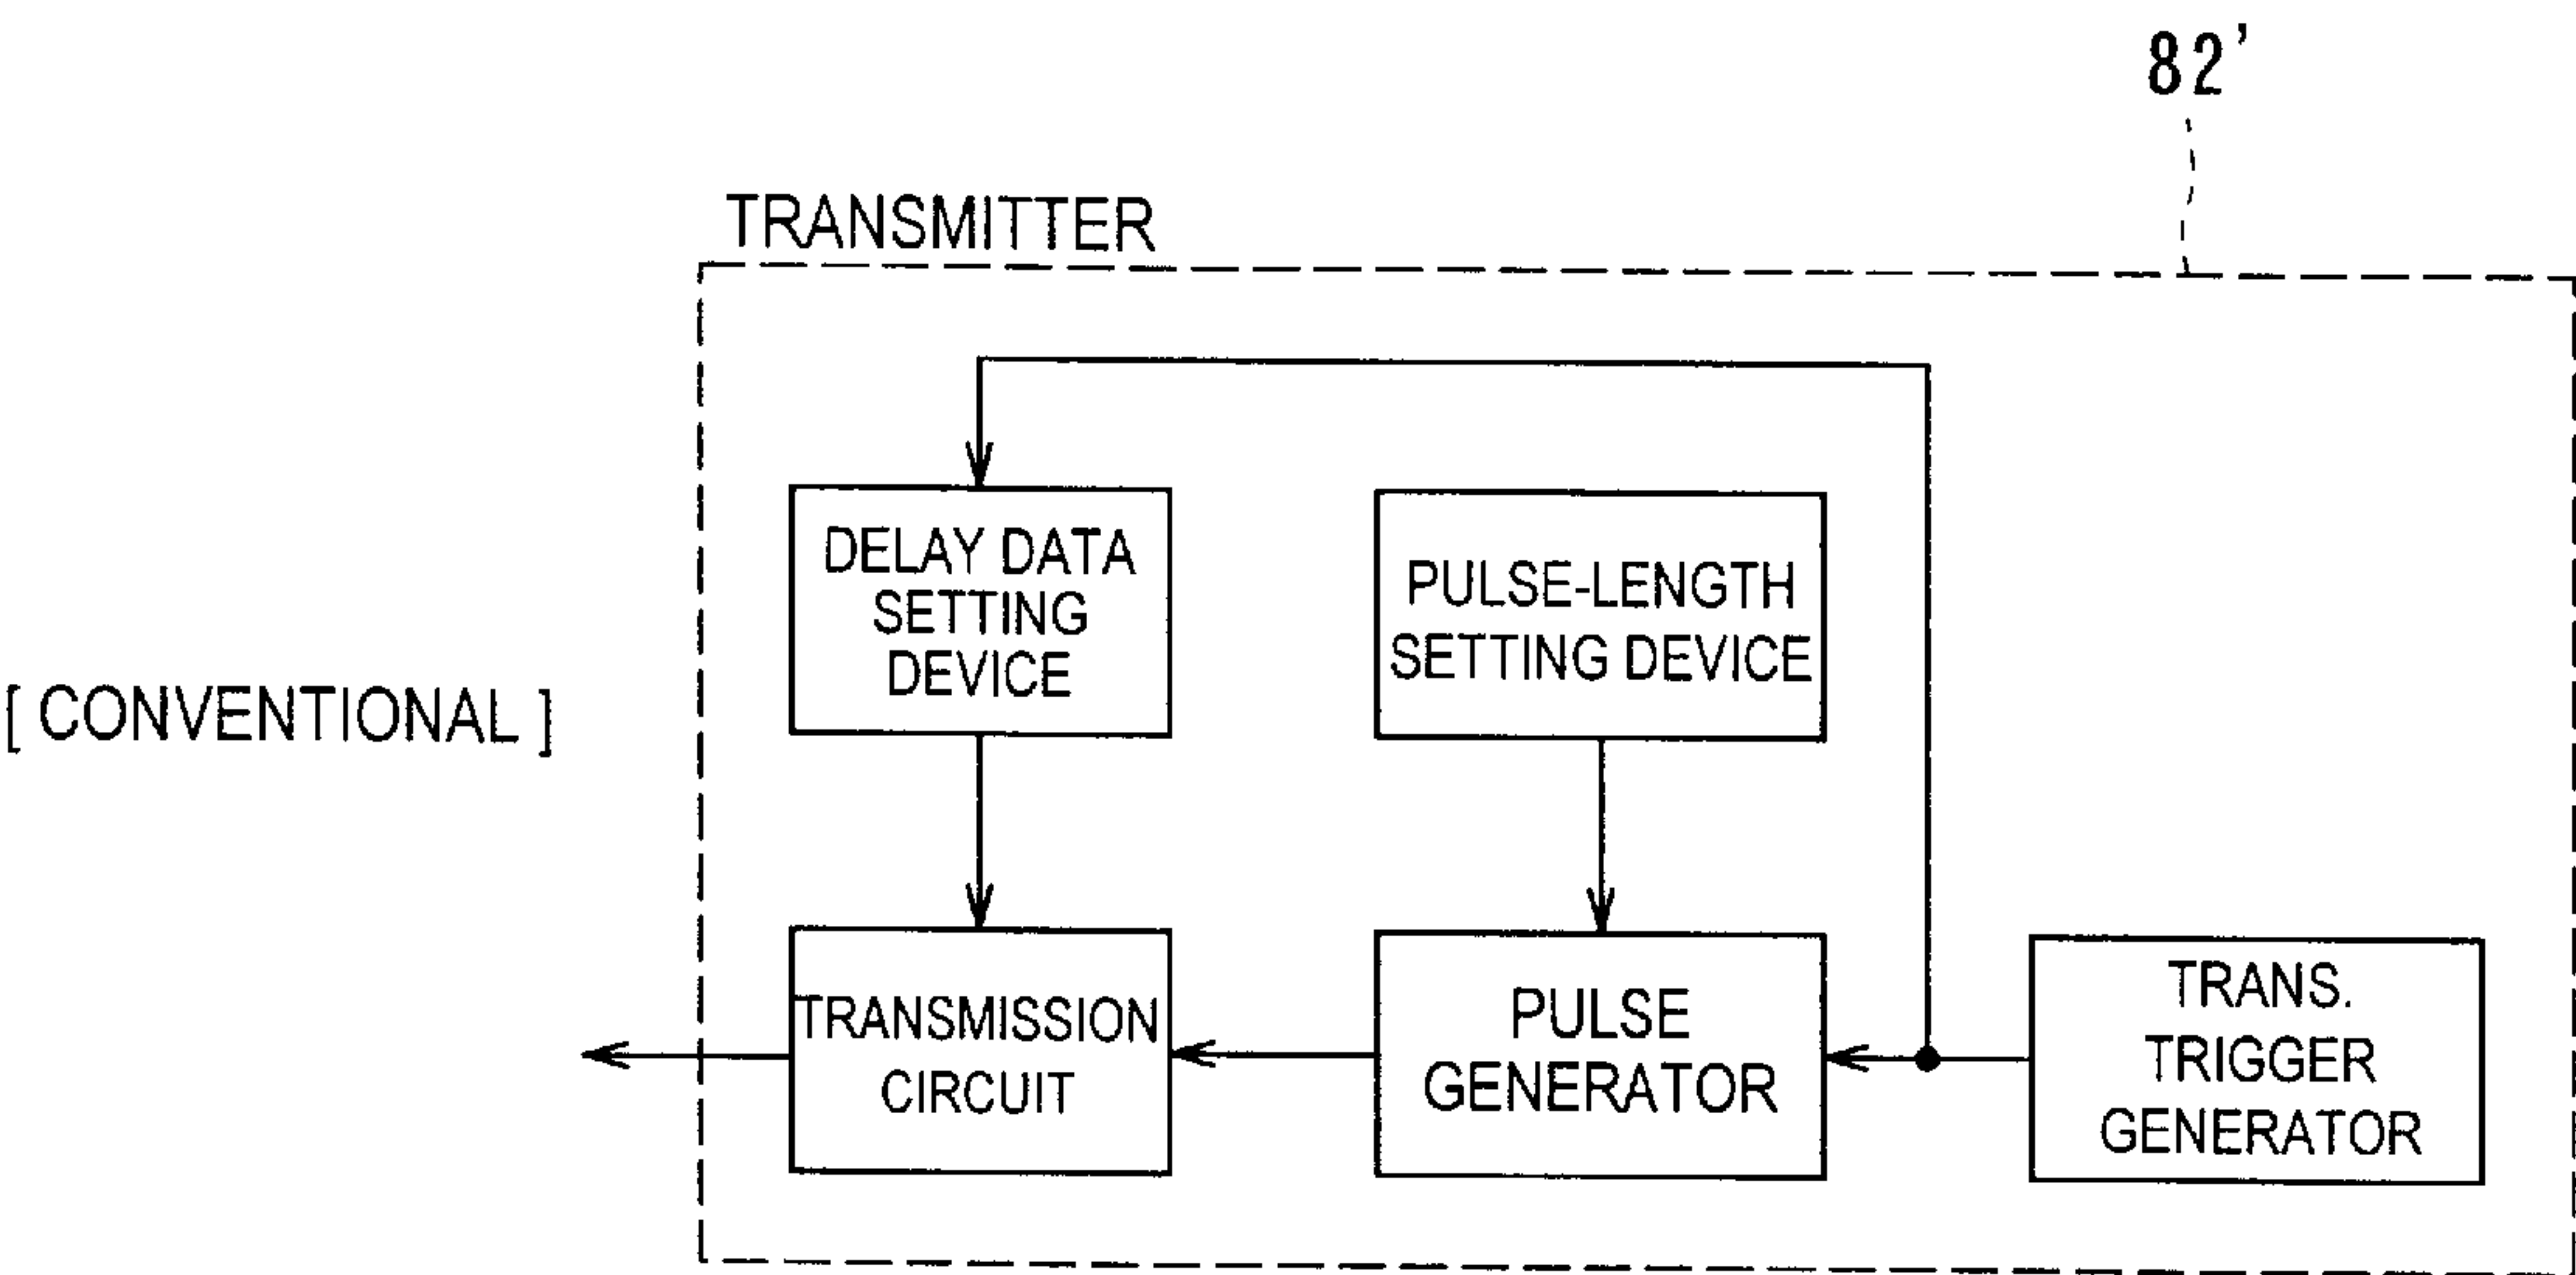 82'
TRANSMITTER
DELAY DATA
SETTING
DEVICE
PULSE-LENGTH
SETTING DEVICE
[ CONVENTIONAL ]
TRANSMISSION
CIRCUIT
PULSE
GENERATOR
TRANS.
TRIGGER
GENERATOR